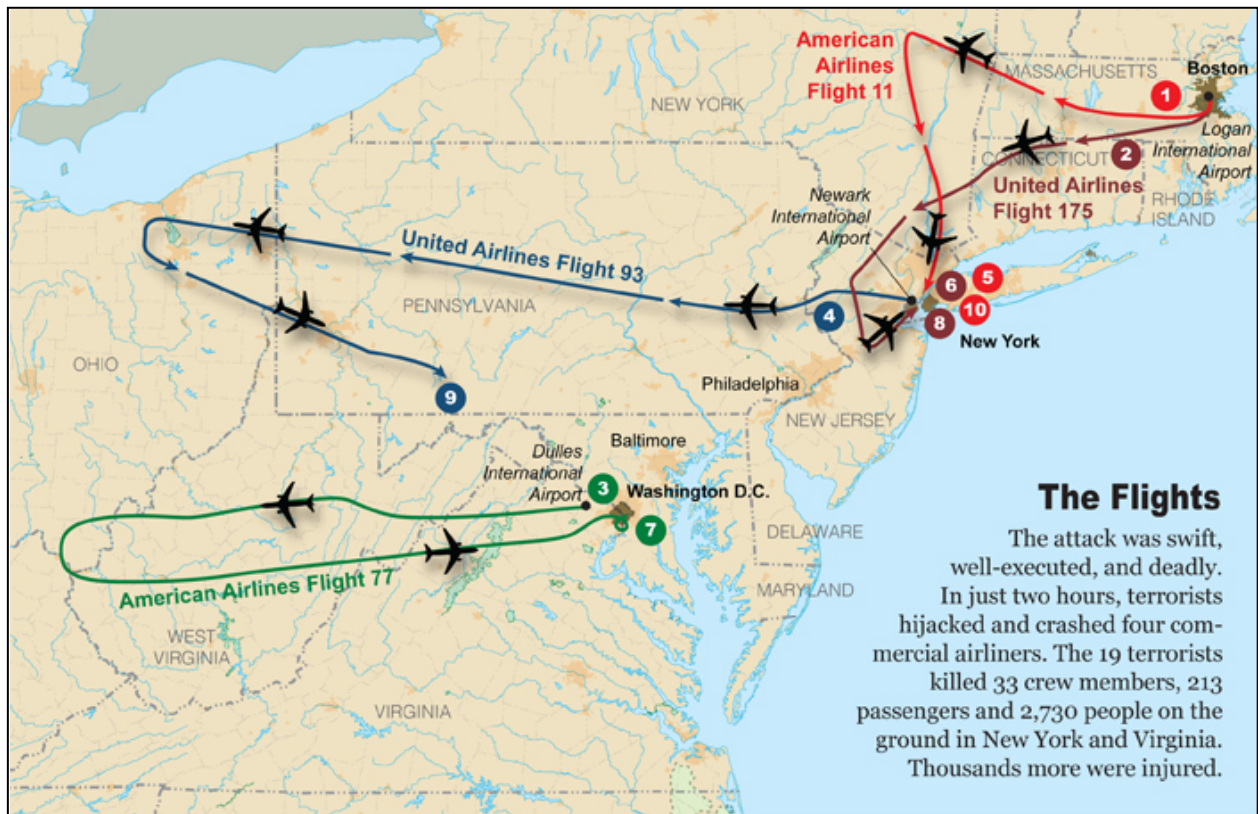 American
Airlines
Flight 11
MASSACHUSETTS
Boston
1
NEW YORK
Logan
International
Airport
CONNECTICUT
2
United Airlines
Flight 175
RHODE
ISLAND
Newark
International
Airport
United Airlines Flight 93
PENNSYLVANIA
4
6
5
10
8
New York
OHIO
9
Philadelphia
NEW JERSEY
Baltimore
Dulles
International
Airport
3
Washington D.C.
7
American Airlines Flight 77
DELAWARE
MARYLAND
WEST
VIRGINIA
VIRGINIA
The Flights
The attack was swift,
well-executed, and deadly.
In just two hours, terrorists
hijacked and crashed four com-
mercial airliners. The 19 terrorists
killed 33 crew members, 213
passengers and 2,730 people on the
ground in New York and Virginia.
Thousands more were injured.